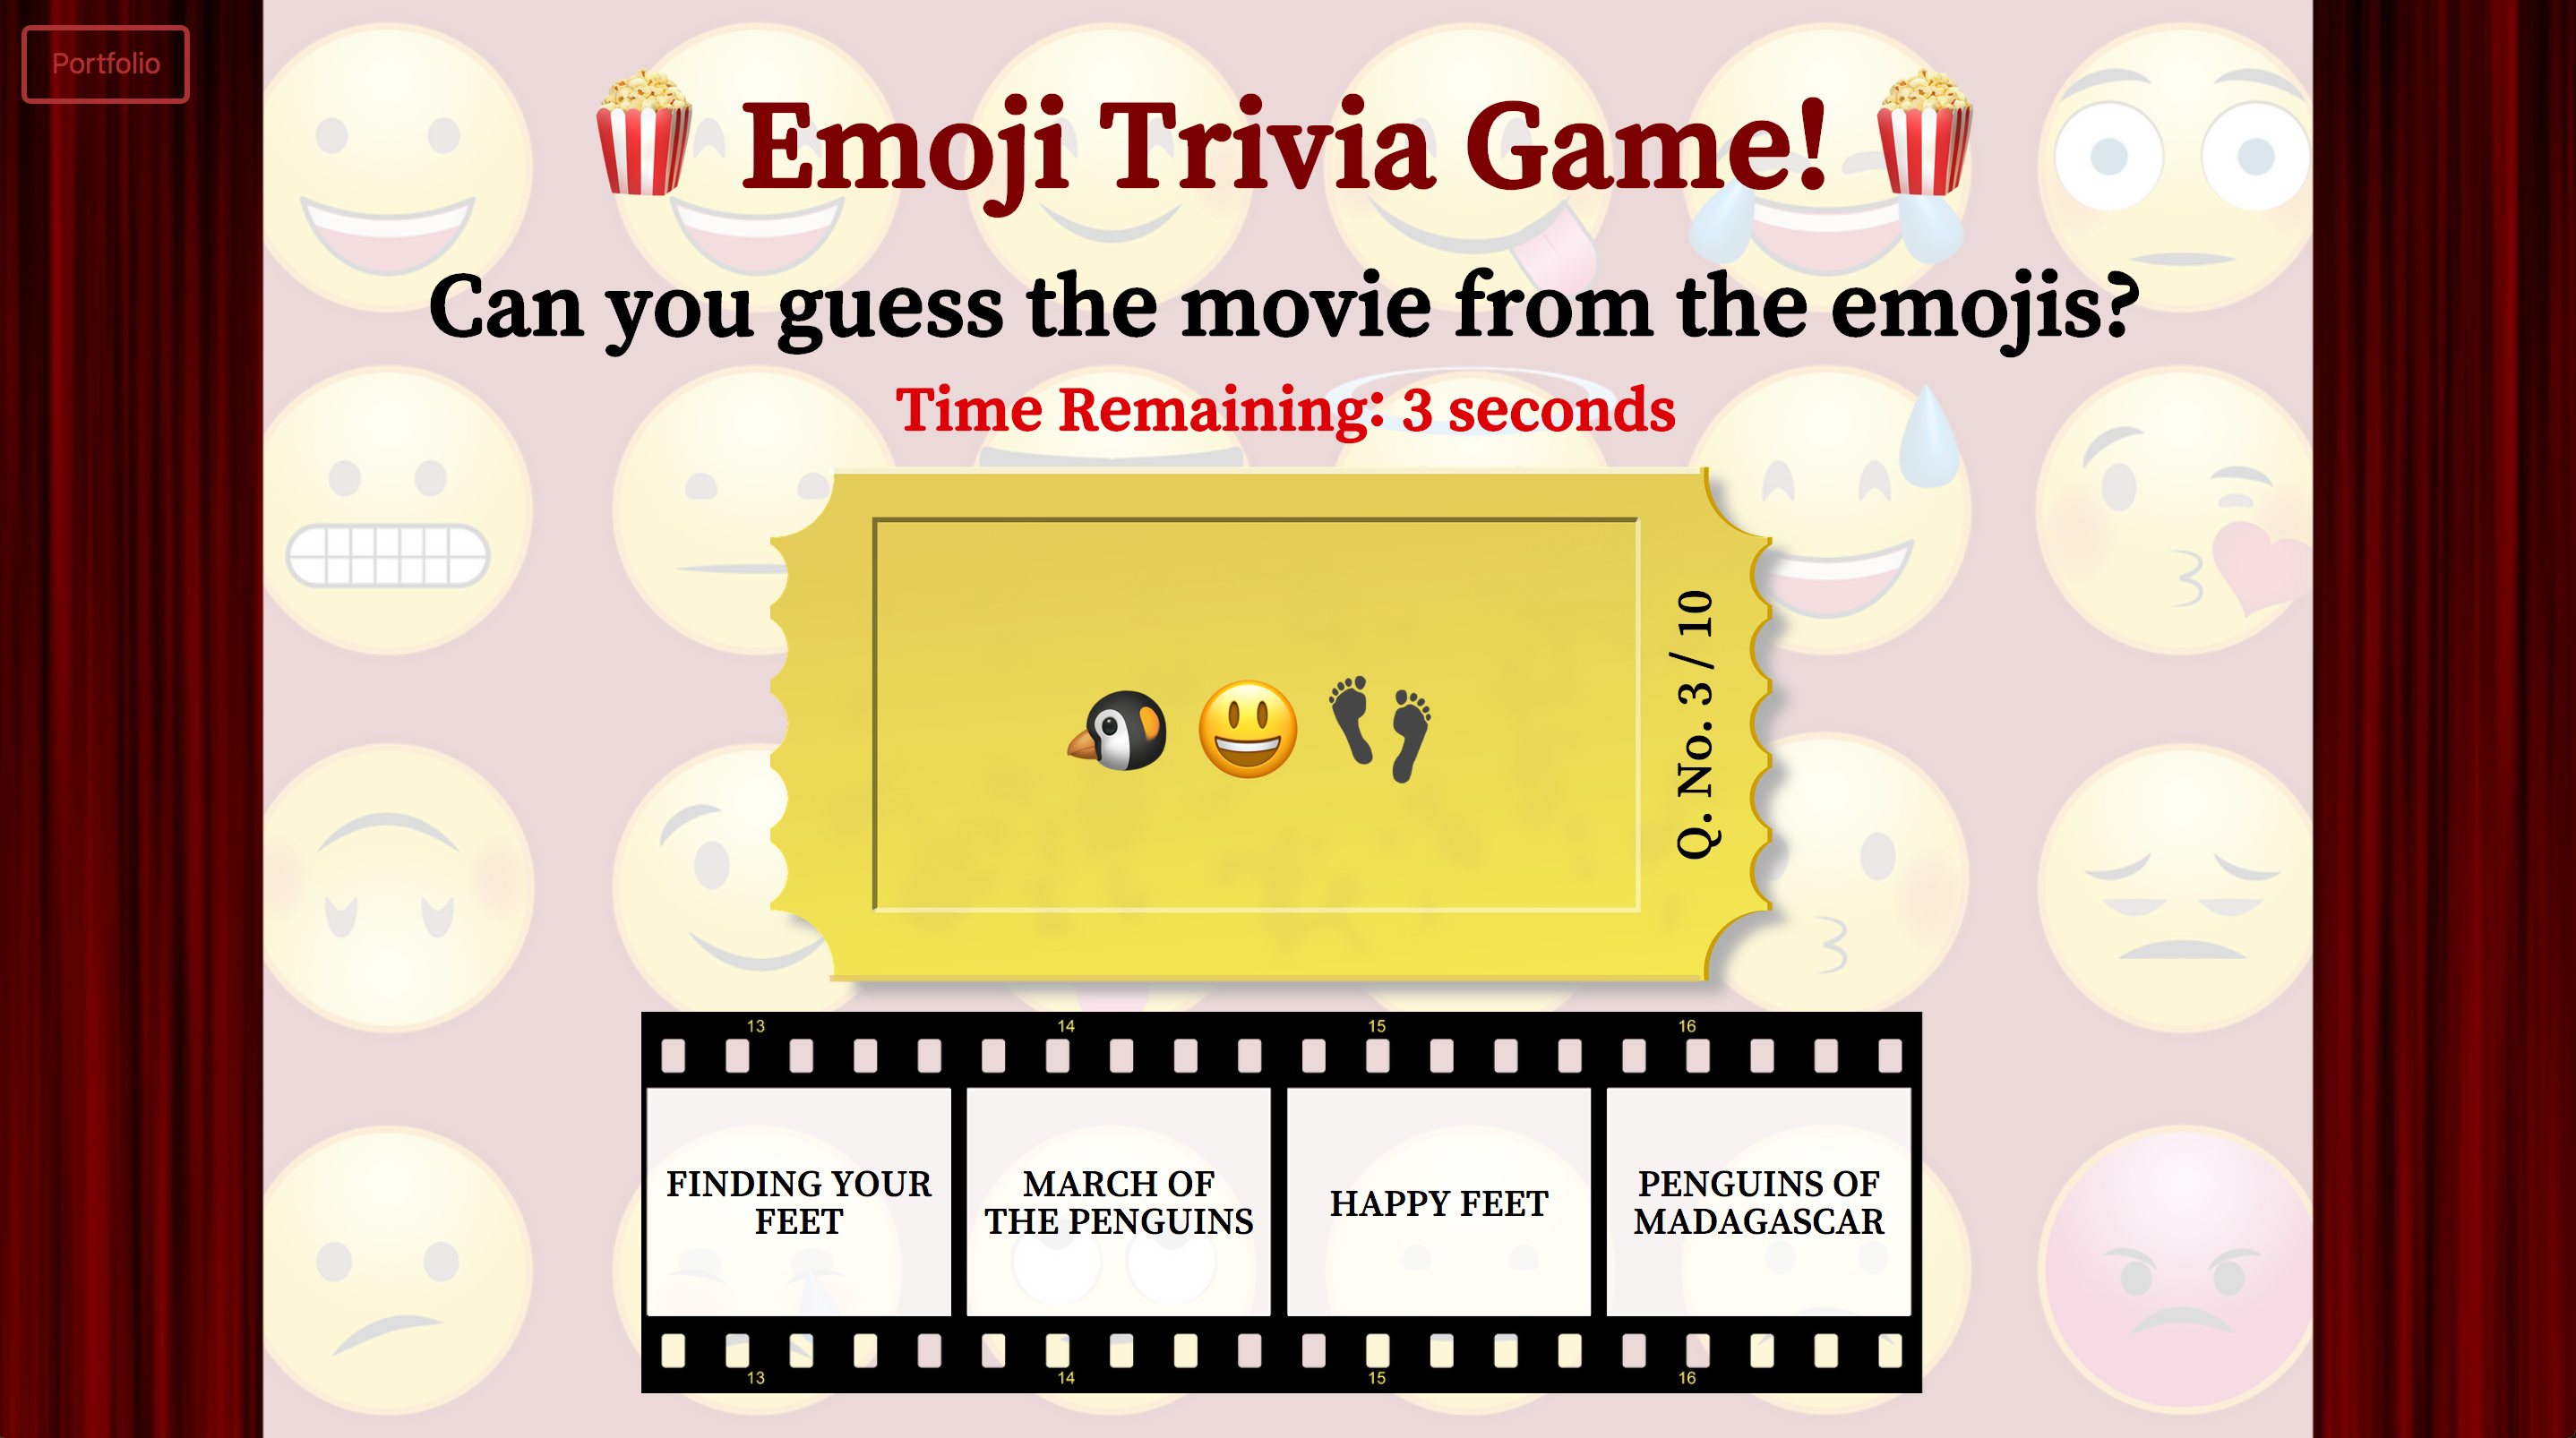 Portfolio
Emoji Trivia Game!
Can you guess the movie from the emojis?
Time Remaining: 3 seconds
Q. No. 3 / 10
13 14 15 16
FINDING YOUR
FEET
MARCH OF
THE PENGUINS
HAPPY FEET
PENGUINS OF
MADAGASCAR
13 14 15 16